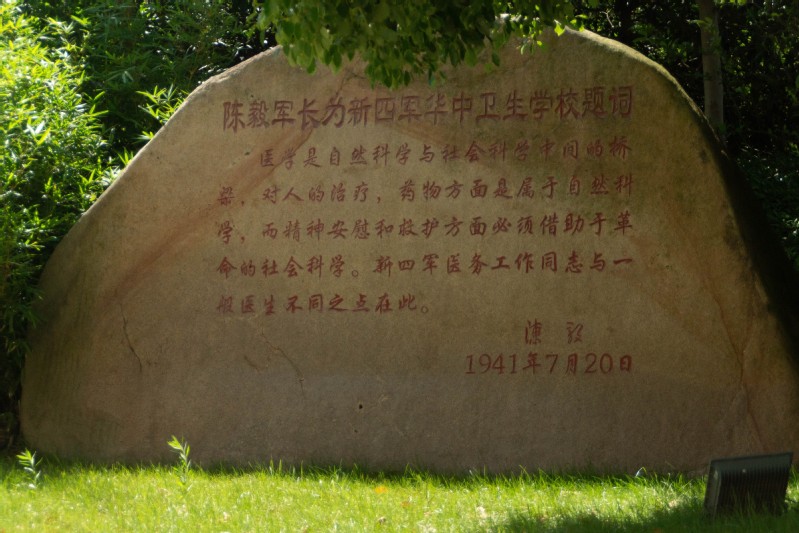 陈毅军长为新四军华中卫生学校题词
医学是自然科学与社会科学中间的桥
梁，对人的治疗，药物方面是属于自然科
学，而精神安慰和救护方面必须借助于革
命的社会科学。新四军医务工作同志与一
般医生不同之点在此。
陳毅
1941年7月20日